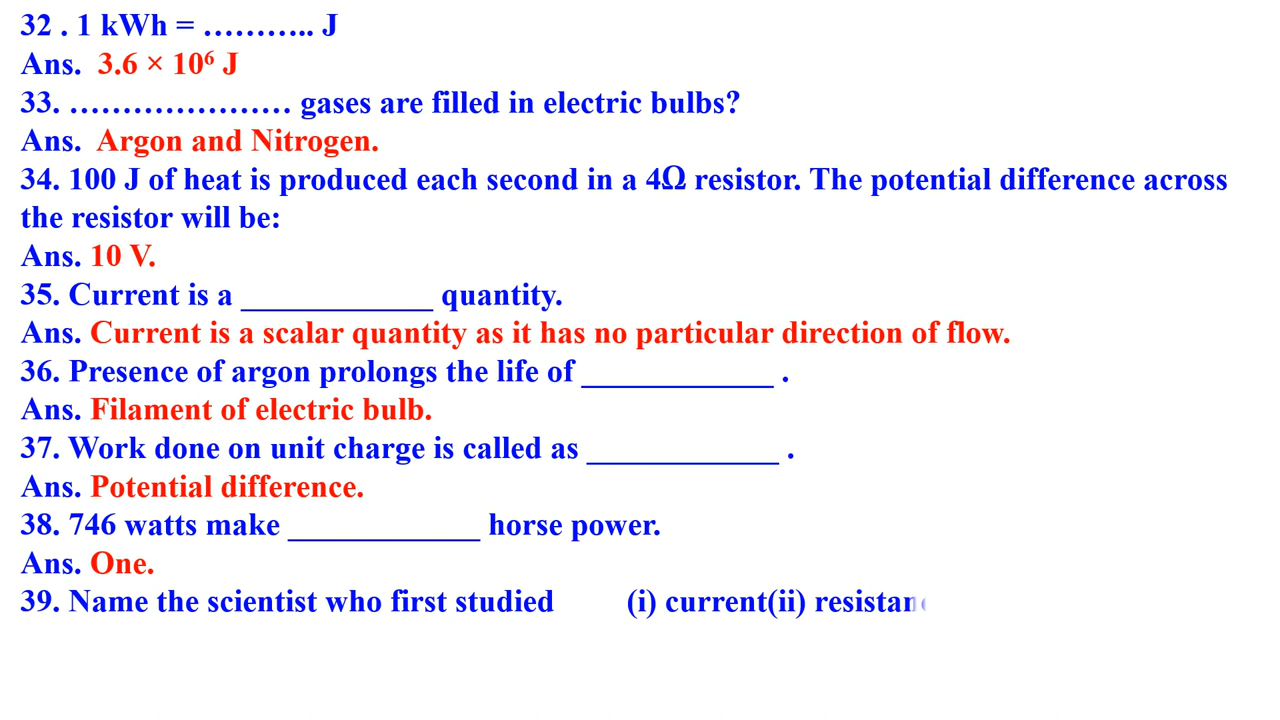 32 . 1 kWh = ……….. J
Ans. 3.6 × 10⁶ J
33. ………………… gases are filled in electric bulbs?
Ans. Argon and Nitrogen.
34. 100 J of heat is produced each second in a 4Ω resistor. The potential difference across
the resistor will be:
Ans. 10 V.
35. Current is a ____________ quantity.
Ans. Current is a scalar quantity as it has no particular direction of flow.
36. Presence of argon prolongs the life of ____________ .
Ans. Filament of electric bulb.
37. Work done on unit charge is called as ____________ .
Ans. Potential difference.
38. 746 watts make ____________ horse power.
Ans. One.
39. Name the scientist who first studied (i) current(ii)